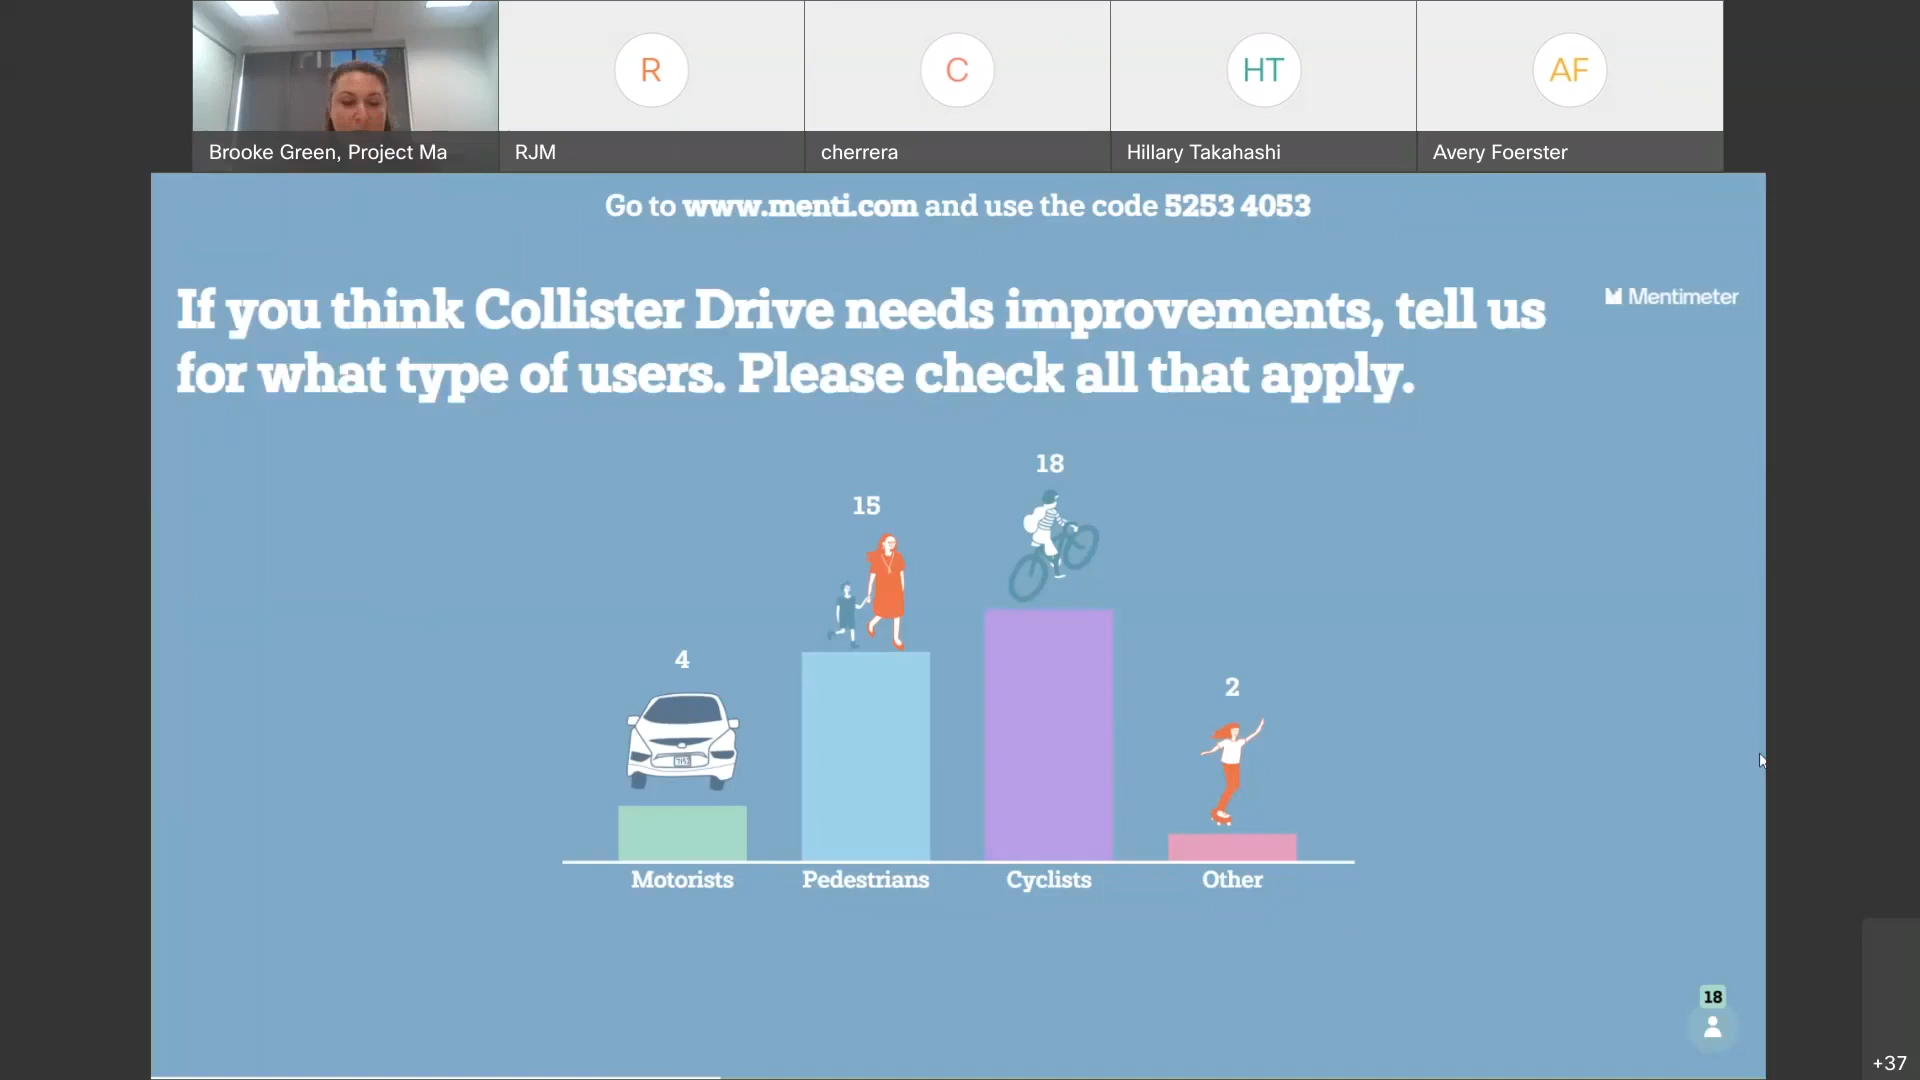 R
C
HT
AF
Brooke Green, Project Ma
RJM
cherrera
Hillary Takahashi
Avery Foerster
Go to www.menti.com and use the code 5253 4053
If you think Collister Drive needs improvements, tell us
for what type of users. Please check all that apply.
Mentimeter
18
15
4
2
Motorists
Pedestrians
Cyclists
Other
18
+37